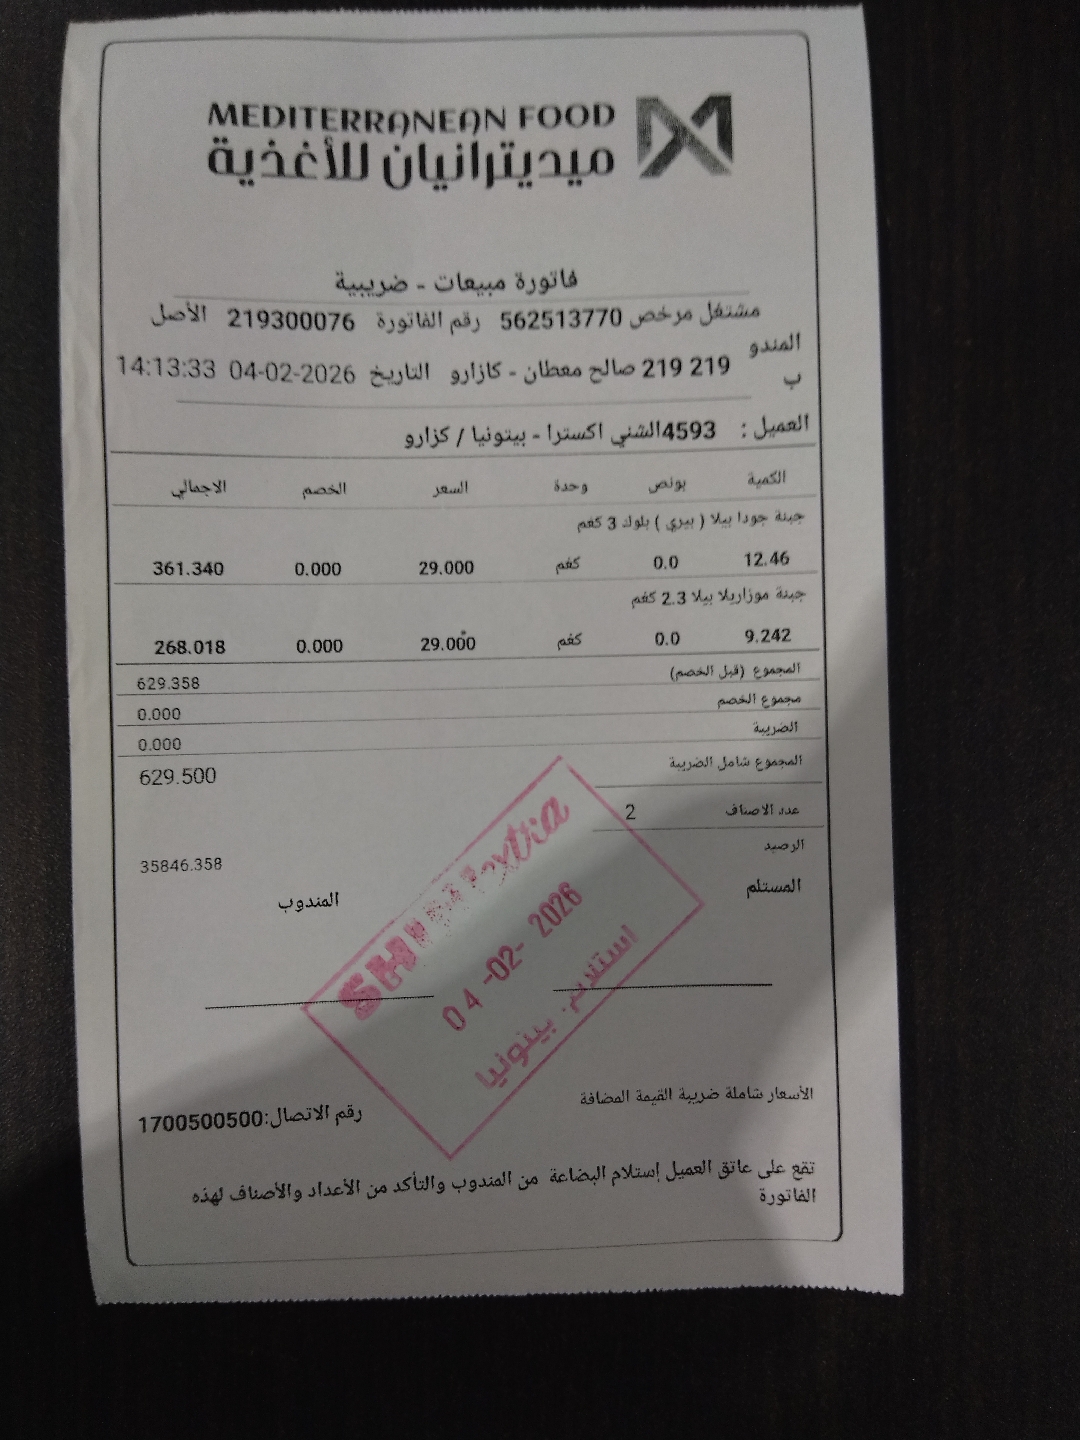 MEDITERRANEAN FOOD
ميديترانيان للأغذية
فاتورة مبيعات - ضريبية
مشتغل مرخص 562513770 رقم الفاتورة 219300076 الأصل
المندوب 219 219 صالح معطان - كازارو التاريخ 04-02-2026 14:13:33
العميل : 4593الشني اكسترا - بيتونيا / كزارو
الكمية بونص وحدة السعر الخصم الاجمالي
جبنة جودا بيلا ( بيري ) بلوك 3 كغم
12.46 0.0 كغم 29.000 0.000 361.340
جبنة موزاريلا بيلا 2.3 كغم
9.242 0.0 كغم 29.000 0.000 268.018
المجموع (قبل الخصم) 629.358
مجموع الخصم 0.000
الضريبة 0.000
المجموع شامل الضريبة 629.500
عدد الاصناف 2
الرصيد 35846.358
المستلم المندوب
extra
04-02-2026
استلام. بيتونيا
الأسعار شاملة ضريبة القيمة المضافة
رقم الاتصال:1700500500
تقع على عاتق العميل إستلام البضاعة من المندوب والتأكد من الأعداد والأصناف لهذه
الفاتورة